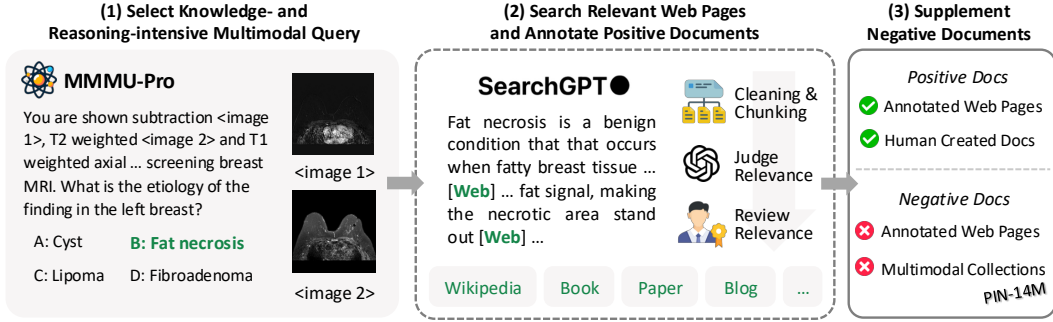 (1) Select Knowledge- and
Reasoning-intensive Multimodal Query
MMMU-Pro
You are shown subtraction <image
1>, T2 weighted <image 2> and T1
weighted axial ... screening breast
MRI. What is the etiology of the
finding in the left breast?
A: Cyst
B: Fat necrosis
C: Lipoma
D: Fibroadenoma
<image 1>
<image 2>
(2) Search Relevant Web Pages
and Annotate Positive Documents
SearchGPT
Fat necrosis is a benign
condition that that occurs
when fatty breast tissue ...
[Web] ... fat signal, making
the necrotic area stand
out [Web] ...
Cleaning &
Chunking
Judge
Relevance
Review
Relevance
Wikipedia
Book
Paper
Blog
...
(3) Supplement
Negative Documents
Positive Docs
Annotated Web Pages
Human Created Docs
Negative Docs
Annotated Web Pages
Multimodal Collections
PIN-14M